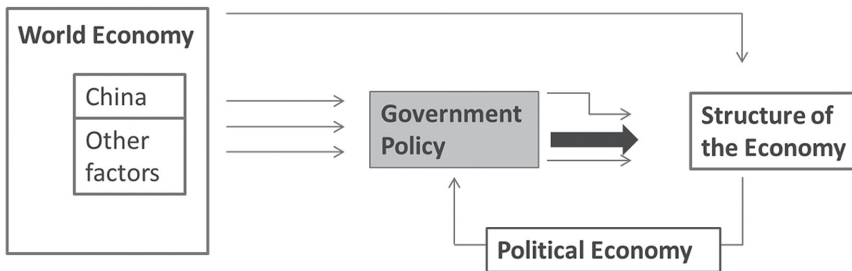 World Economy
China
Other
factors
Government
Policy
Structure of
the Economy
Political Economy